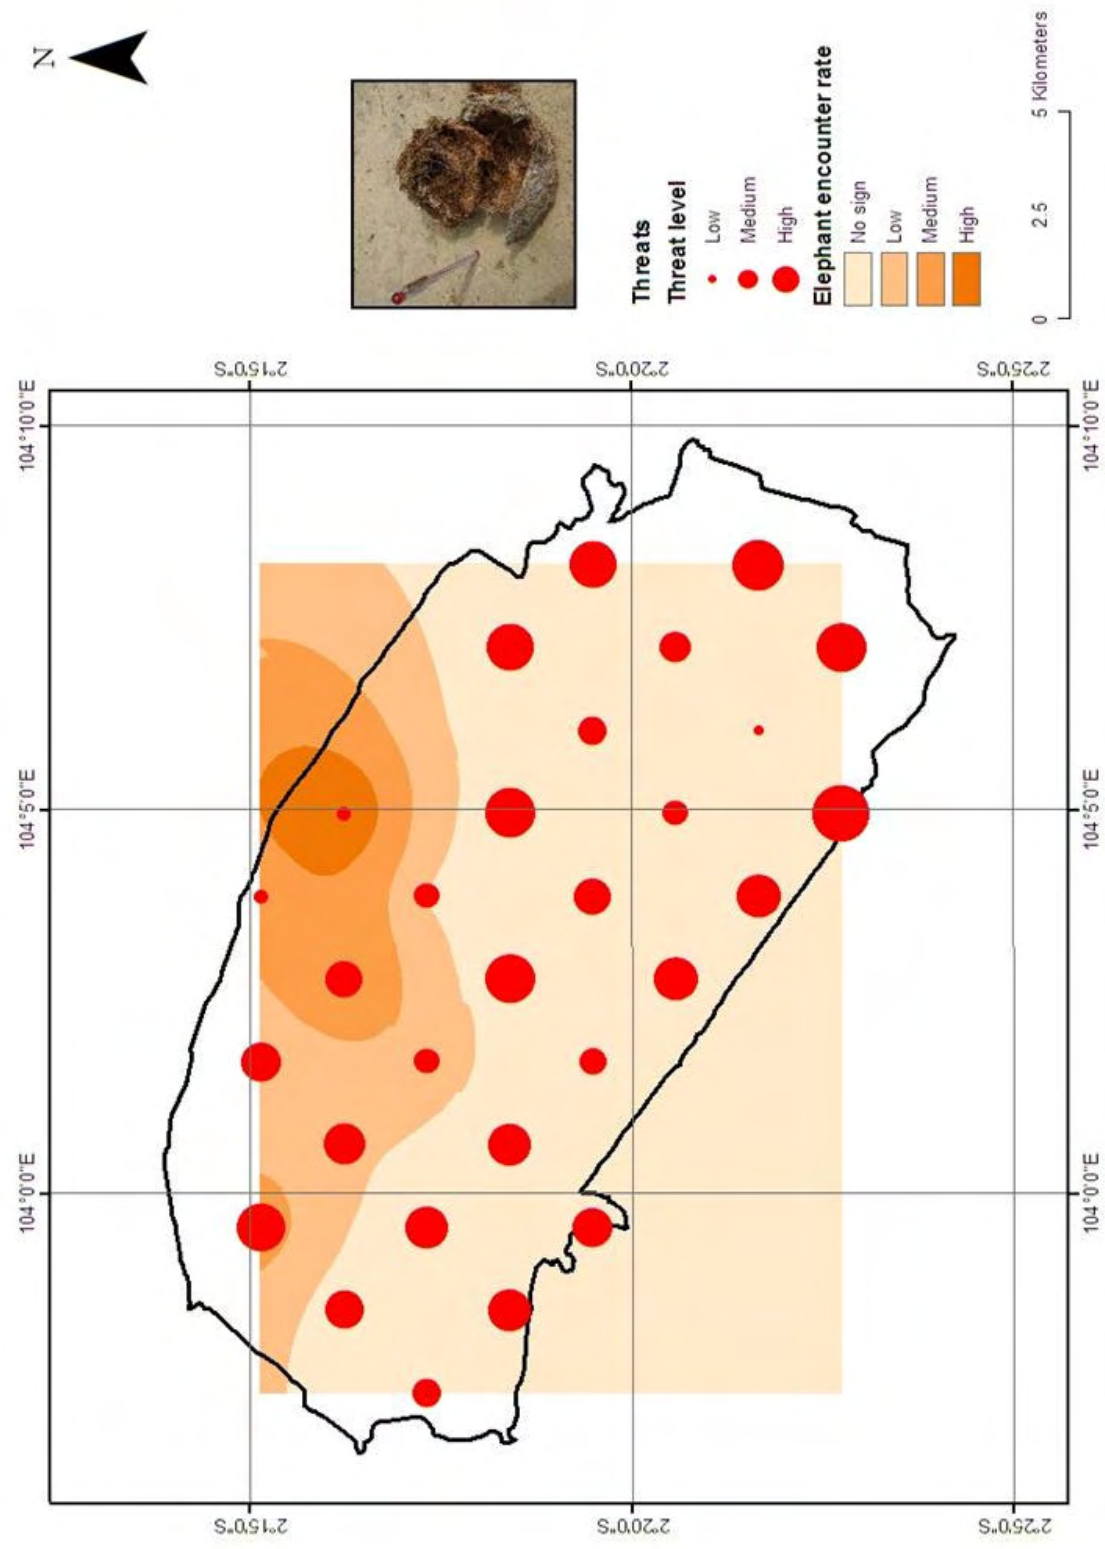 N
104°0'0"E 104°5'0"E 104°10'0"E
2°15'0"S 2°15'0"S
2°20'0"S 2°20'0"S
2°25'0"S 2°25'0"S
104°0'0"E 104°5'0"E 104°10'0"E
Threats
Threat level
Low
Medium
High
Elephant encounter rate
No sign
Low
Medium
High
0 2.5 5 Kilometers